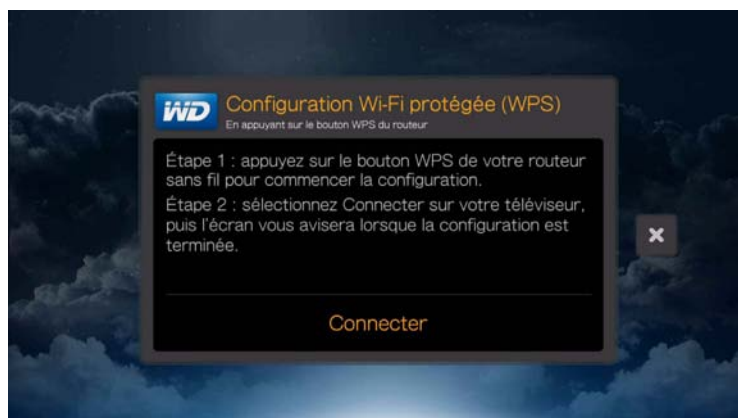 WD
Configuration Wi-Fi protégée (WPS)
En appuyant sur le bouton WPS du routeur
Étape 1 : appuyez sur le bouton WPS de votre routeur
sans fil pour commencer la configuration.
Étape 2 : sélectionnez Connecter sur votre téléviseur,
puis l'écran vous avisera lorsque la configuration est
terminée.
Connecter